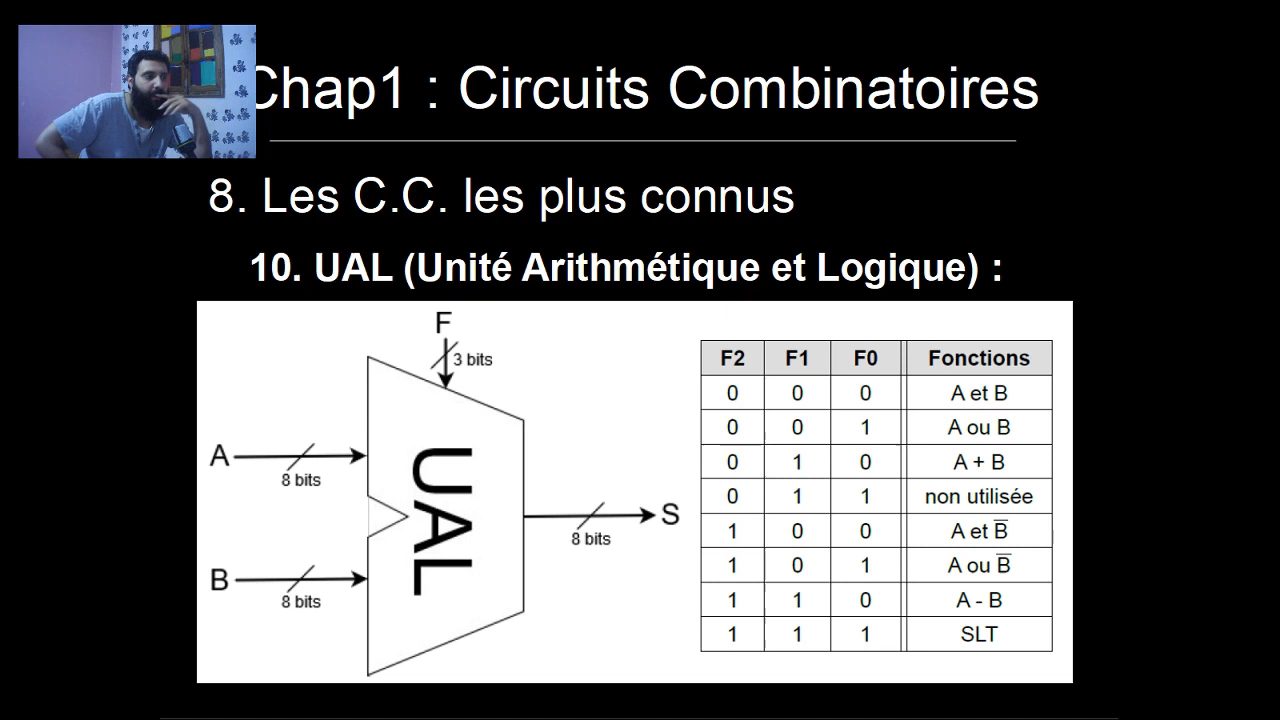 Chap1 : Circuits Combinatoires
8. Les C.C. les plus connus
10. UAL (Unité Arithmétique et Logique) :
F
3 bits
A
8 bits
UAL
S
8 bits
B
8 bits
F2 F1 F0 Fonctions
0 0 0 A et B
0 0 1 A ou B
0 1 0 A + B
0 1 1 non utilisée
1 0 0 A et B̅
1 0 1 A ou B̅
1 1 0 A - B
1 1 1 SLT